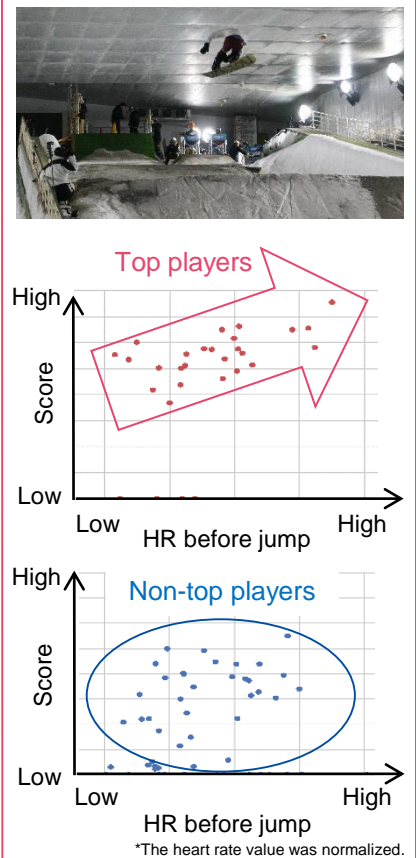 Top players
High
Score
Low
Low
High
HR before jump
High
Non-top players
Score
Low
Low
High
HR before jump
*The heart rate value was normalized.